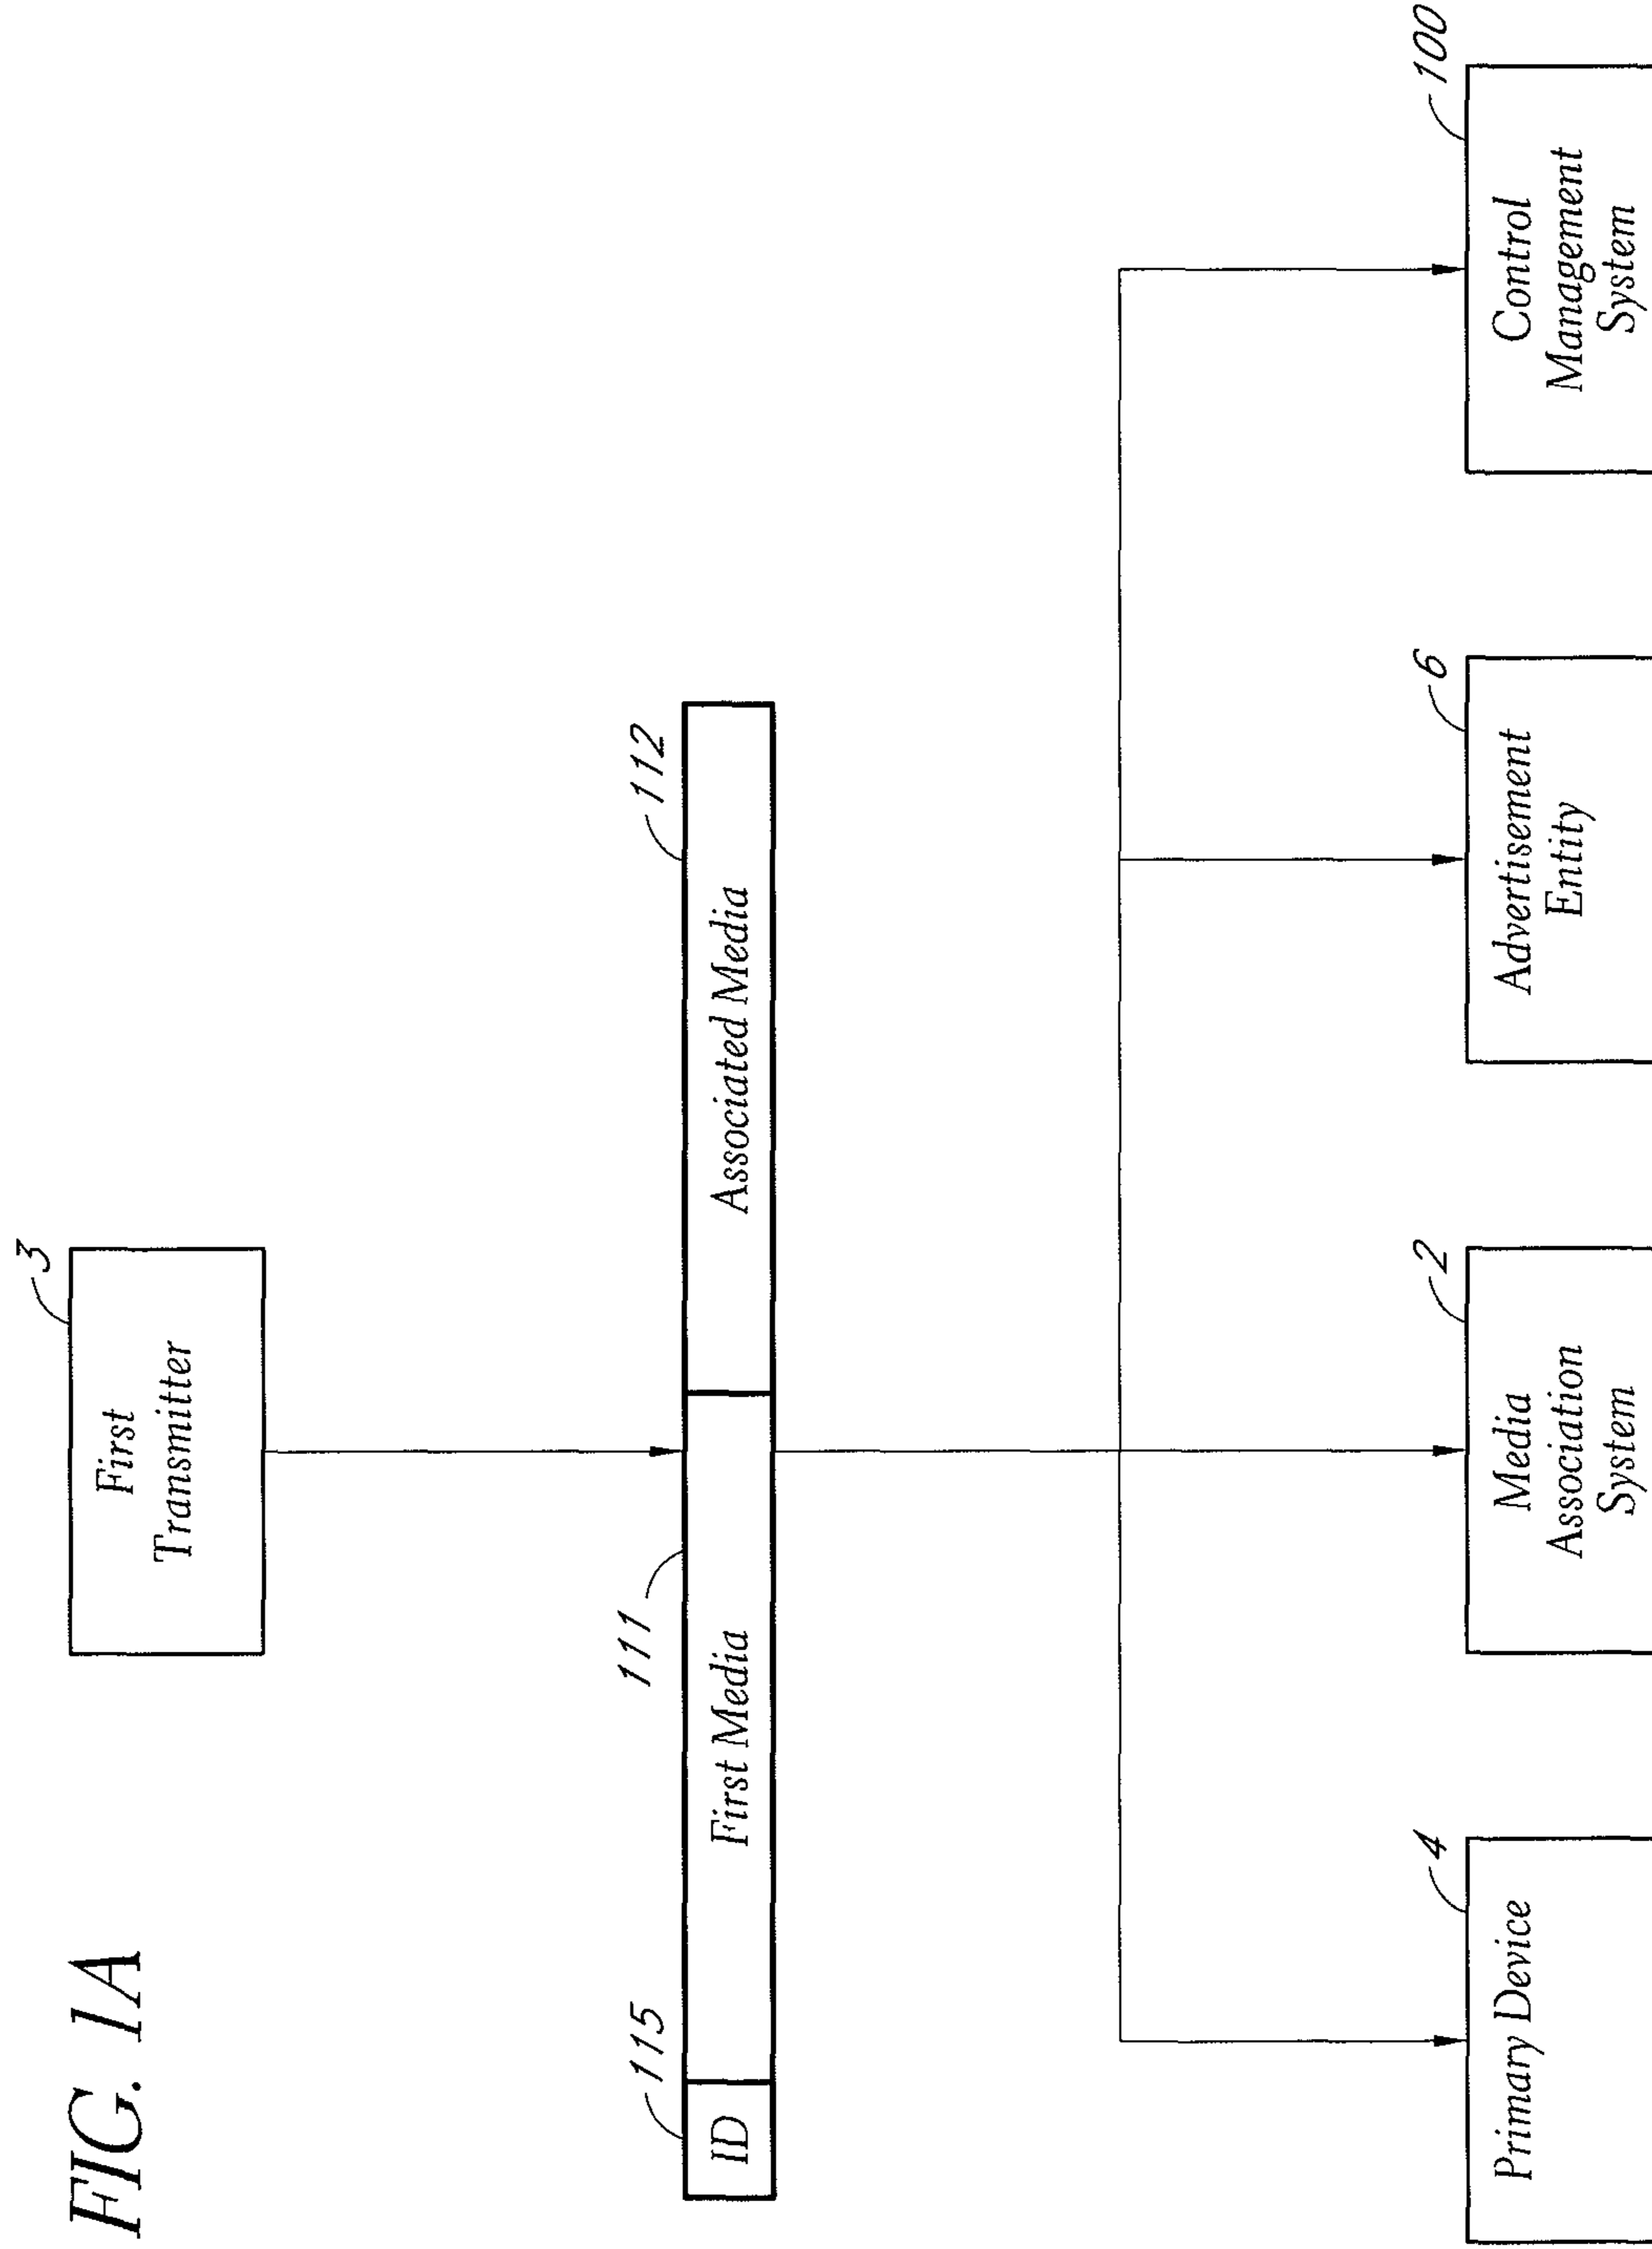 FIG. 1A
3
First
Transmitter
115
111
112
ID
First Media
Associated Media
4
2
6
100
Primary Device
Media
Association
System
Advertisement
Entity
Control
Management
System